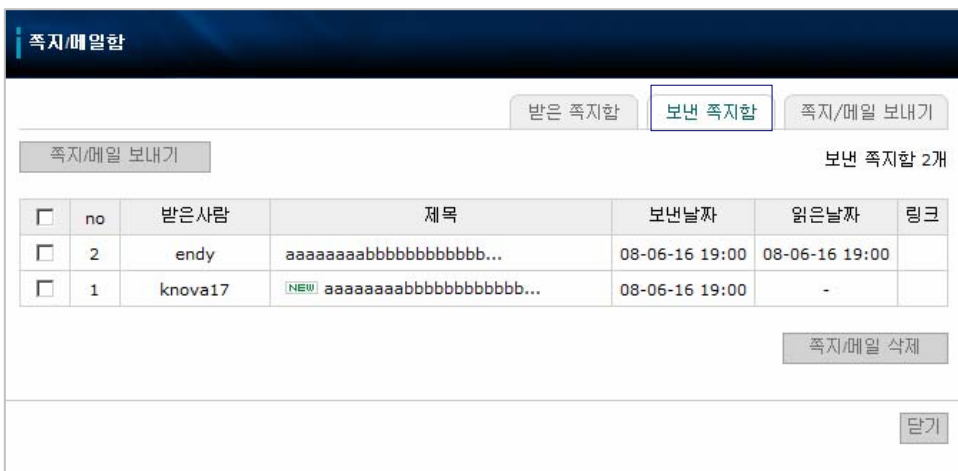 쪽지/메일함
받은 쪽지함 보낸 쪽지함 쪽지/메일 보내기
쪽지/메일 보내기 보낸 쪽지함 2개
no 받은사람 제목 보낸날짜 읽은날짜 링크
2 endy aaaaaaaabbbbbbbbbbbb... 08-06-16 19:00 08-06-16 19:00
1 knova17 NEW aaaaaaaabbbbbbbbbbbb... 08-06-16 19:00 -
쪽지/메일 삭제
닫기